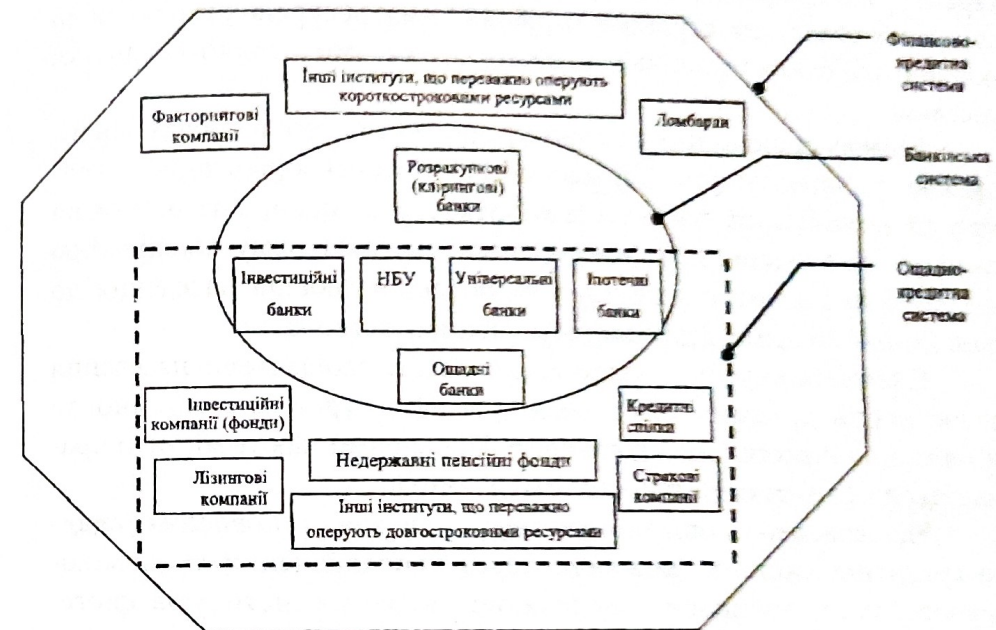 Фінансово-
кредитна
система
Інші інститути, що переважно оперують
короткостроковими ресурсами
Факторингові
компанії
Ломбарди
Банківська
система
Розрахункові
(клірингові)
банки
Інвестиційні
банки
НБУ
Універсальні
банки
Іпотечні
банки
Ощадно-
кредитна
система
Ощадні
банки
Інвестиційні
компанії (фонди)
Кредитні
спілки
Недержавні пенсійні фонди
Лізингові
компанії
Страхові
компанії
Інші інститути, що переважно
оперують довгостроковими ресурсами